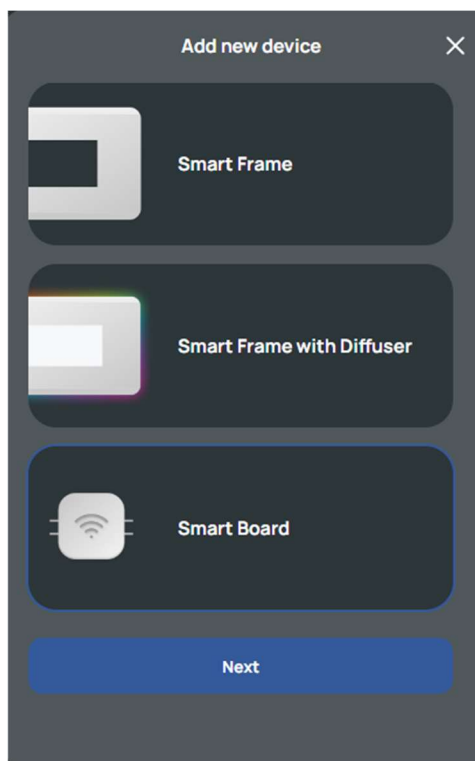 Add new device
Smart Frame
Smart Frame with Diffuser
Smart Board
Next